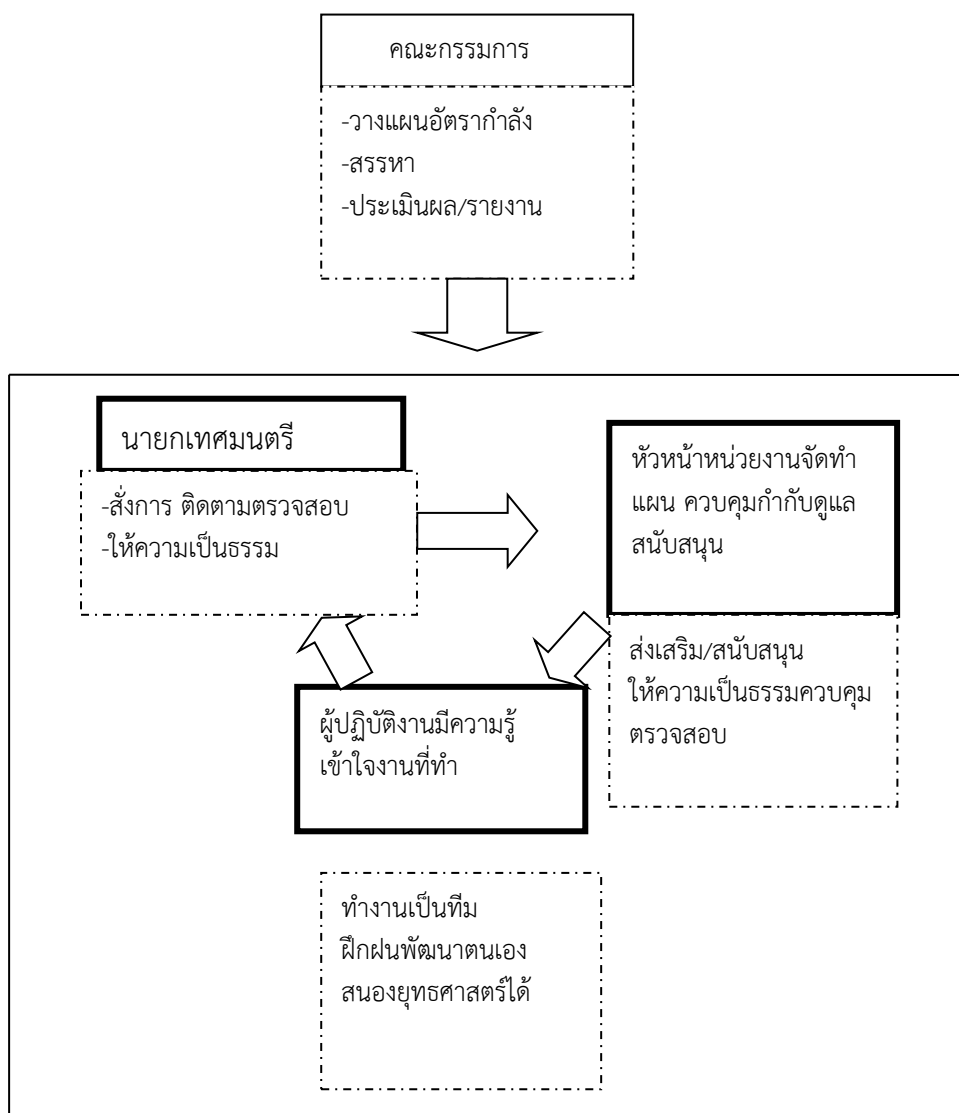 คณะกรรมการ
-วางแผนอัตรากำลัง
-สรรหา
-ประเมินผล/รายงาน
นายกเทศมนตรี
-สั่งการ ติดตามตรวจสอบ
-ให้ความเป็นธรรม
หัวหน้าหน่วยงานจัดทำ
แผน ควบคุมกำกับดูแล
สนับสนุน
ส่งเสริม/สนับสนุน
ให้ความเป็นธรรมควบคุม
ตรวจสอบ
ผู้ปฏิบัติงานมีความรู้
เข้าใจงานที่ทำ
ทำงานเป็นทีม
ฝึกฝนพัฒนาตนเอง
สนองยุทธศาสตร์ได้